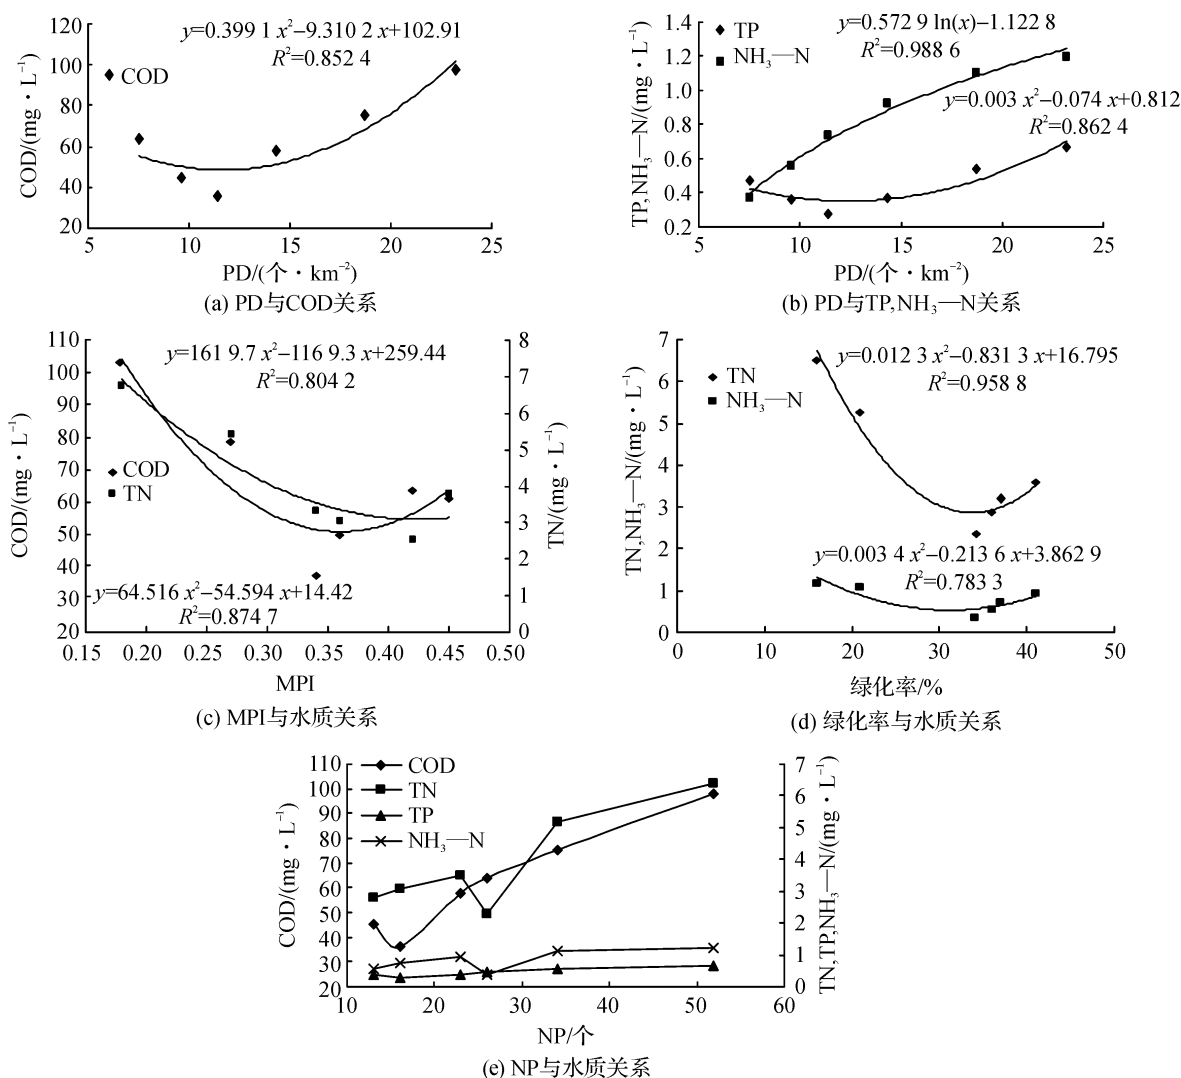 y=0.399 1 x²−9.310 2 x+102.91
R²=0.852 4
COD
COD/(mg·L⁻¹)
120
100
80
60
40
20
5
10
15
20
25
PD/(个·km⁻²)
(a) PD与COD关系
y=0.572 9 ln(x)−1.122 8
R²=0.988 6
TP
NH₃—N
y=0.003 x²−0.074 x+0.812
R²=0.862 4
TP,NH₃—N/(mg·L⁻¹)
1.4
1.2
1.0
0.8
0.6
0.4
0.2
5
10
15
20
25
PD/(个·km⁻²)
(b) PD与TP,NH₃—N关系
y=161 9.7 x²−116 9.3 x+259.44
R²=0.804 2
COD
TN
y=64.516 x²−54.594 x+14.42
R²=0.874 7
COD/(mg·L⁻¹)
110
100
90
80
70
60
50
40
30
20
TN/(mg·L⁻¹)
8
7
6
5
4
3
2
1
0
0.15
0.20
0.25
0.30
0.35
0.40
0.45
0.50
MPI
(c) MPI与水质关系
y=0.012 3 x²−0.831 3 x+16.795
R²=0.958 8
TN
NH₃—N
y=0.003 4 x²−0.213 6 x+3.862 9
R²=0.783 3
TN,NH₃—N/(mg·L⁻¹)
7
6
5
4
3
2
1
0
0
10
20
30
40
50
绿化率/%
(d) 绿化率与水质关系
COD
TN
TP
NH₃—N
COD/(mg·L⁻¹)
110
100
90
80
70
60
50
40
30
20
TN,TP,NH₃—N/(mg·L⁻¹)
7
6
5
4
3
2
1
0
10
20
30
40
50
60
NP/个
(e) NP与水质关系